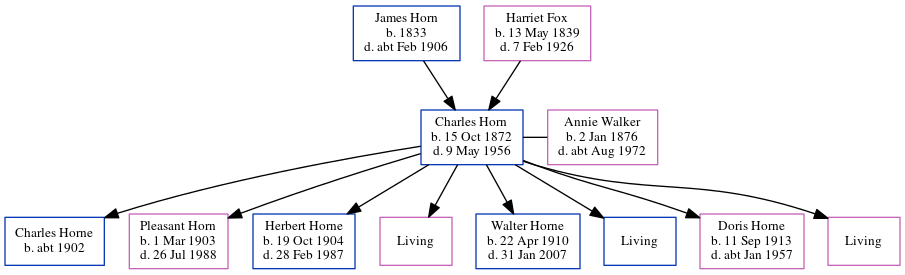 James Horn
b. 1833
d. abt Feb 1906
Harriet Fox
b. 13 May 1839
d. 7 Feb 1926
Charles Horn
b. 15 Oct 1872
d. 9 May 1956
Annie Walker
b. 2 Jan 1876
d. abt Aug 1972
Charles Horne
b. abt 1902
Pleasant Horn
b. 1 Mar 1903
d. 26 Jul 1988
Herbert Horne
b. 19 Oct 1904
d. 28 Feb 1987
Living
Walter Horne
b. 22 Apr 1910
d. 31 Jan 2007
Living
Doris Horne
b. 11 Sep 1913
d. abt Jan 1957
Living